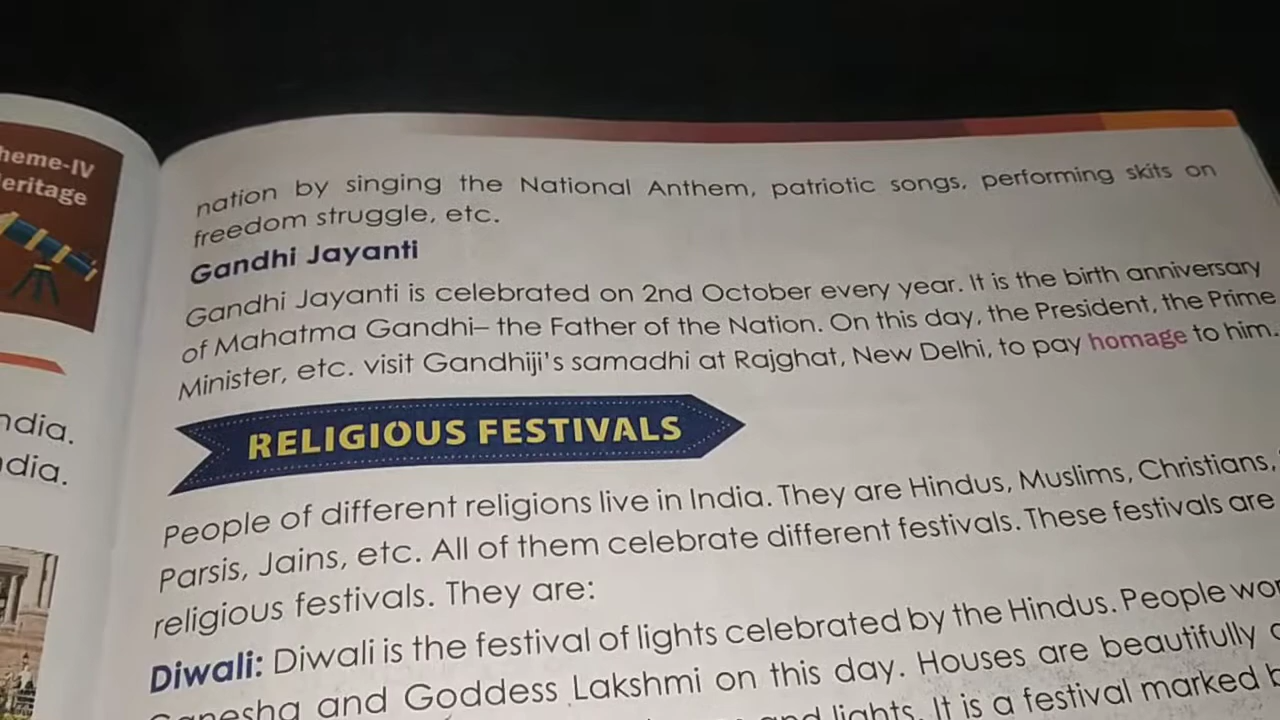 heme-IV
eritage
ndia.
dia.
nation by singing the National Anthem, patriotic songs, performing skits on
freedom struggle, etc.
Gandhi Jayanti
Gandhi Jayanti is celebrated on 2nd October every year. It is the birth anniversary
of Mahatma Gandhi– the Father of the Nation. On this day, the President, the Prime
Minister, etc. visit Gandhiji's samadhi at Rajghat, New Delhi, to pay homage to him.
RELIGIOUS FESTIVALS
People of different religions live in India. They are Hindus, Muslims, Christians,
Parsis, Jains, etc. All of them celebrate different festivals. These festivals are
religious festivals. They are:
Diwali: Diwali is the festival of lights celebrated by the Hindus. People wor
Ganesha and Goddess Lakshmi on this day. Houses are beautifully
and lights. It is a festival marked b